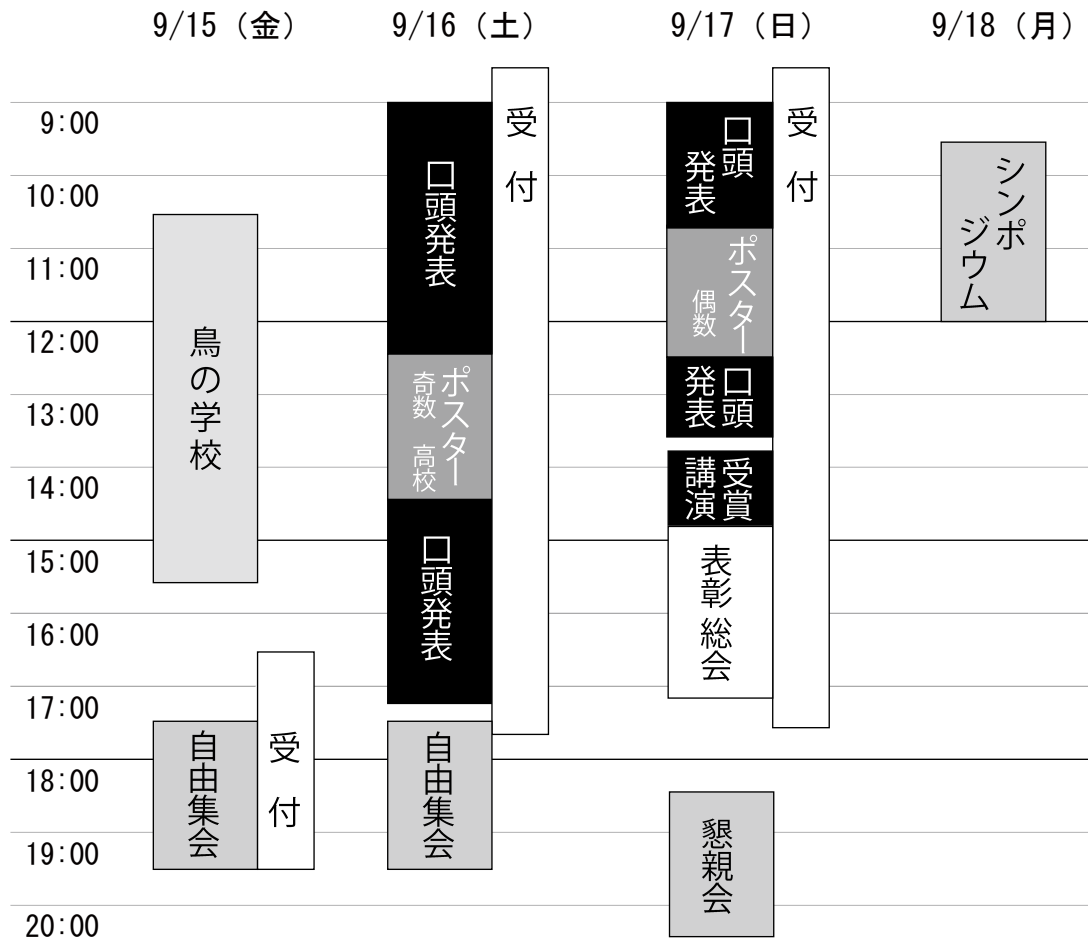 9/15（金）
9/16（土）
9/17（日）
9/18（月）
9:00
10:00
11:00
12:00
13:00
14:00
15:00
16:00
17:00
18:00
19:00
20:00
鳥の学校
自由集会
受付
口頭発表
ポスター
奇数 高校
口頭発表
自由集会
受付
口頭
発表
ポスター
偶数
口頭
発表
受賞
講演
表彰 総会
懇親会
受付
シンポ
ジウム